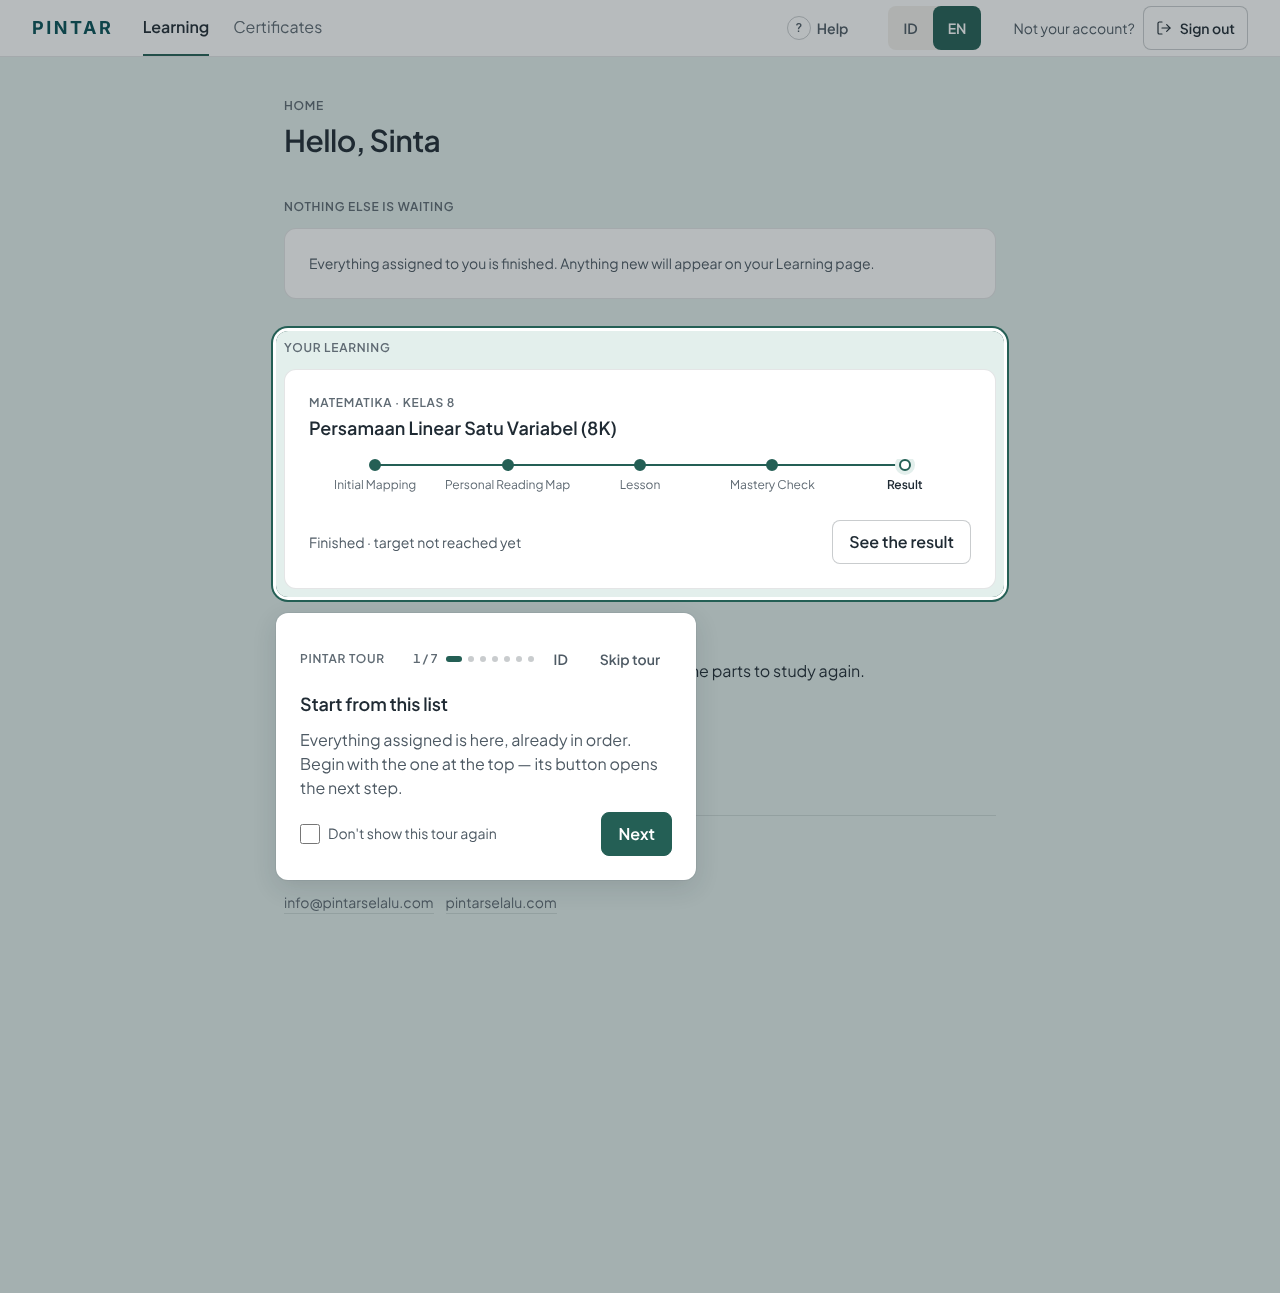 PINTAR
Learning
Certificates
? Help
ID
EN
Not your account?
Sign out
HOME
Hello, Sinta
NOTHING ELSE IS WAITING
Everything assigned to you is finished. Anything new will appear on your Learning page.
YOUR LEARNING
MATEMATIKA · KELAS 8
Persamaan Linear Satu Variabel (8K)
Initial Mapping
Personal Reading Map
Lesson
Mastery Check
Result
Finished · target not reached yet
See the result
PINTAR TOUR
1/7
ID
Skip tour
parts to study again.
Start from this list
Everything assigned is here, already in order.
Begin with the one at the top — its button opens
the next step.
Don't show this tour again
Next
info@pintarselalu.com
pintarselalu.com